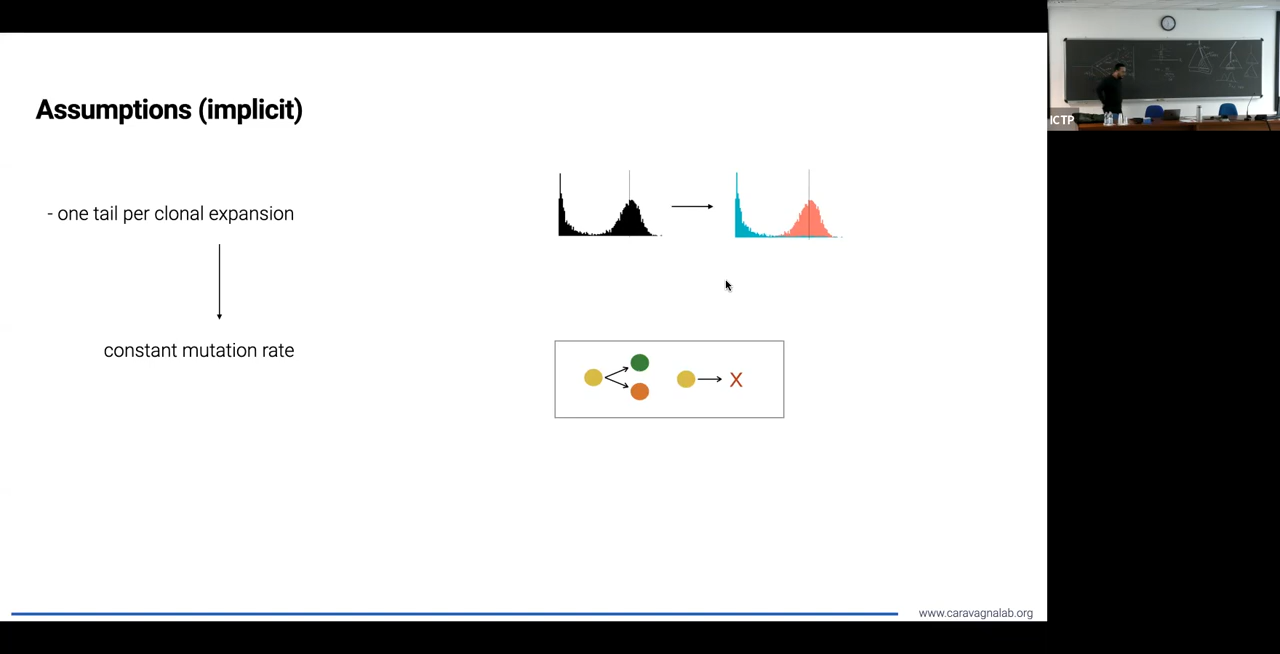 Assumptions (implicit)
- one tail per clonal expansion
constant mutation rate
X
www.caravagnalab.org
ICTP